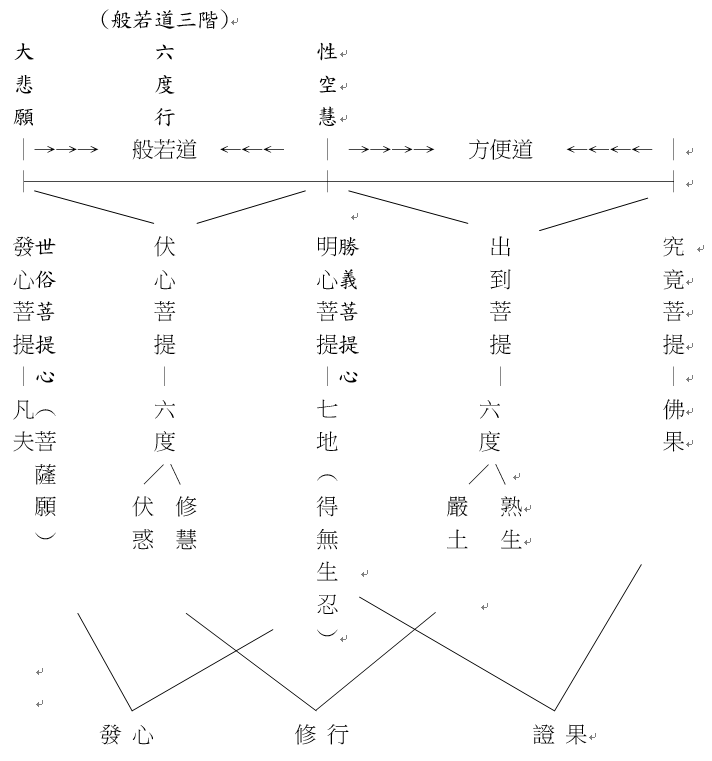 （般若道三階）
大悲願
六度行
性空慧
般若道
方便道
發心菩提
世俗菩提心
凡夫
（菩薩願）
伏心菩提
六度
伏惑
修慧
明心菩提
勝義菩提心
七地（得無生忍）
出到菩提
六度
嚴土
熟生
究竟菩提
佛果
發心
修行
證果